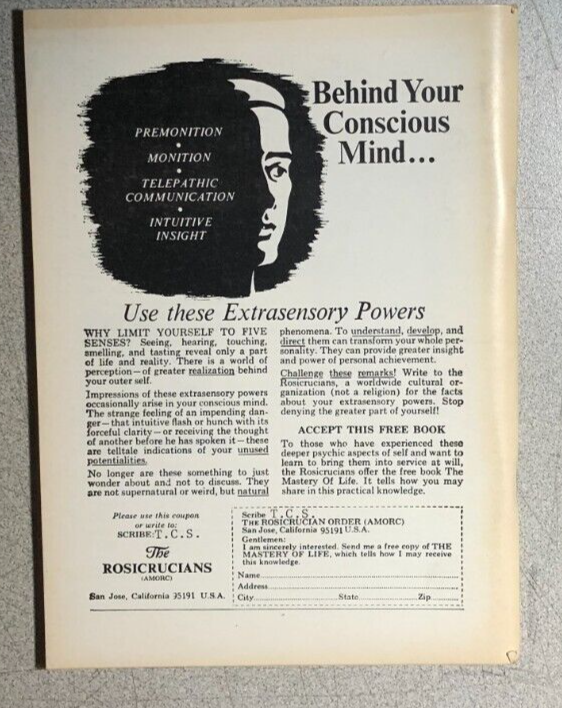 Behind Your
Conscious
Mind...
PREMONITION
•
MONITION
•
TELEPATHIC
COMMUNICATION
•
INTUITIVE
INSIGHT
Use these Extrasensory Powers
WHY LIMIT YOURSELF TO FIVE
SENSES? Seeing, hearing, touching,
smelling, and tasting reveal only a part
of life and reality. There is a world of
perception—of greater realization behind
your outer self.
Impressions of these extrasensory powers
occasionally arise in your conscious mind.
The strange feeling of an impending dan-
ger—that intuitive flash or hunch with its
forceful clarity—or receiving the thought
of another before he has spoken it—these
are telltale indications of your unused
potentialities.
No longer are these something to just
wonder about and not to discuss. They
are not supernatural or weird, but natural
phenomena. To understand, develop, and
direct them can transform your whole per-
sonality. They can provide greater insight
and power of personal achievement.
Challenge these remarks! Write to the
Rosicrucians, a worldwide cultural or-
ganization (not a religion) for the facts
about your extrasensory powers. Stop
denying the greater part of yourself!
ACCEPT THIS FREE BOOK
To those who have experienced these
deeper psychic aspects of self and want to
learn to bring them into service at will,
the Rosicrucians offer the free book The
Mastery Of Life. It tells how you may
share in this practical knowledge.
Please use this coupon
or write to:
SCRIBE: T.C.S.
The
ROSICRUCIANS
(AMORC)
San Jose, California 95191 U.S.A.
Scribe T.C.S.
THE ROSICRUCIAN ORDER (AMORC)
San Jose, California 95191 U.S.A.
Gentlemen:
I am sincerely interested. Send me a free copy of THE
MASTERY OF LIFE, which tells how I may receive
this knowledge.
Name
Address
City State Zip